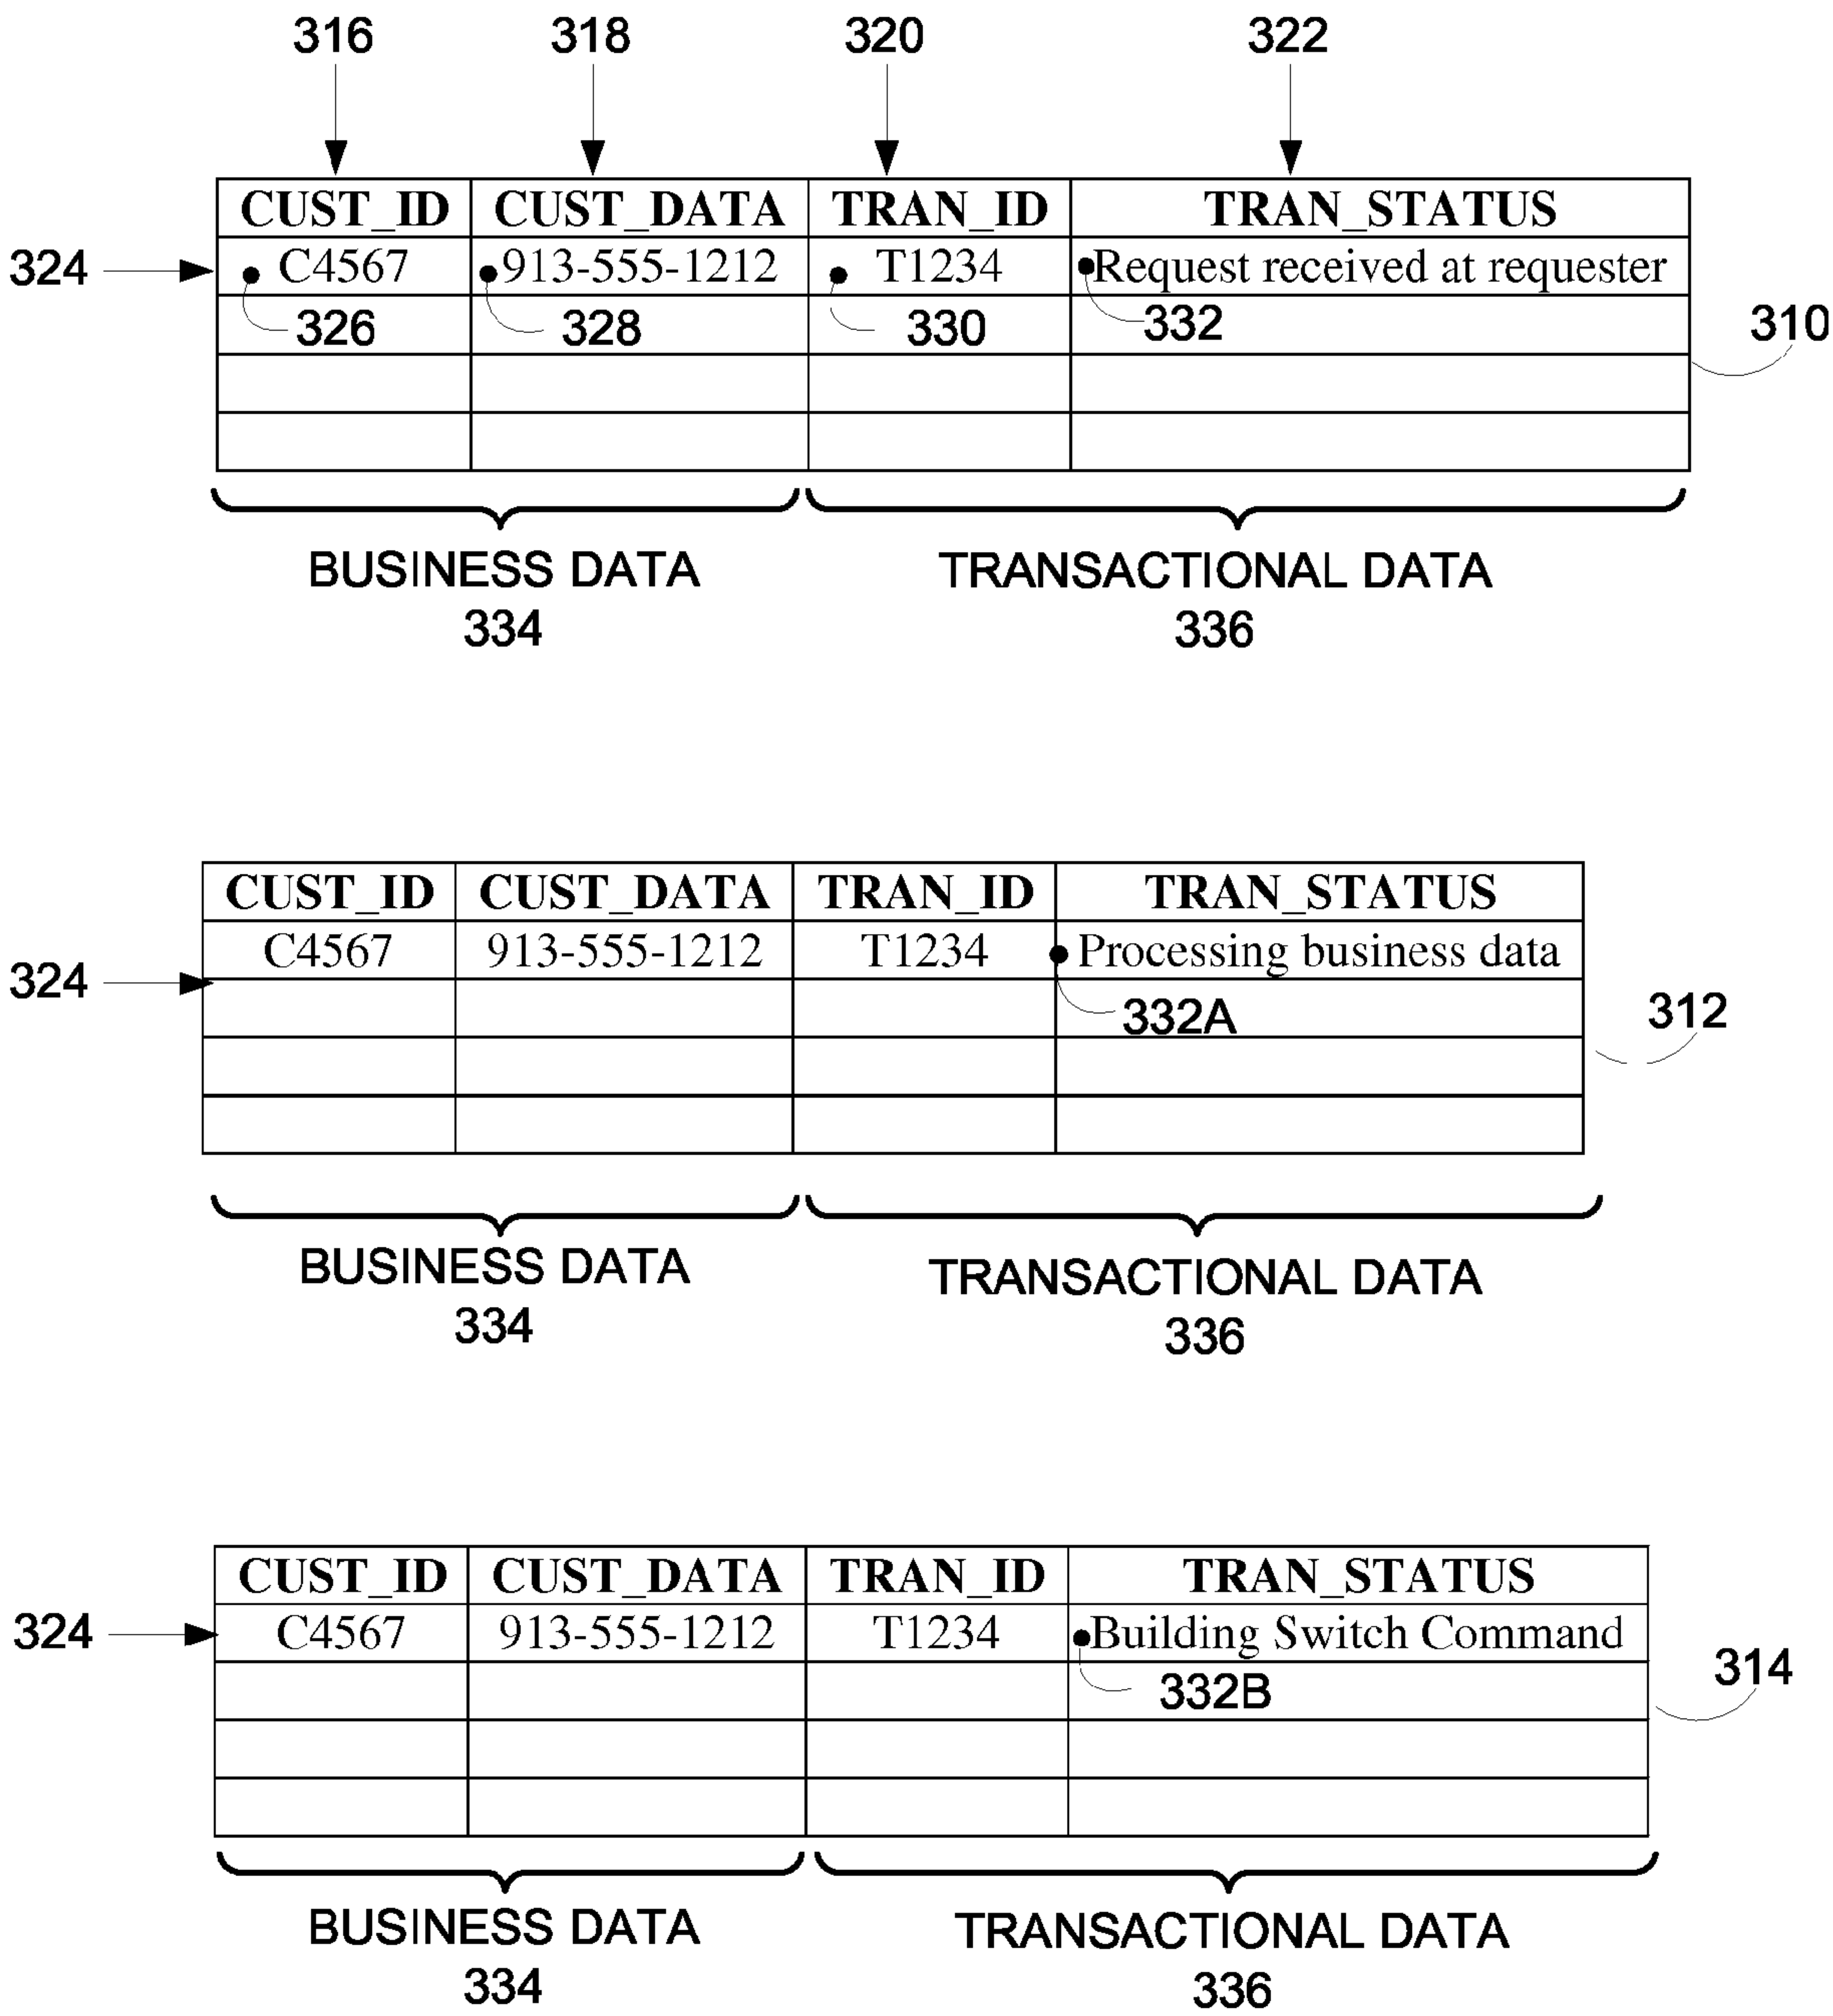 316 318 320 322
CUST_ID CUST_DATA TRAN_ID TRAN_STATUS
324 C4567 913-555-1212 T1234 Request received at requester
326 328 330 332 310
BUSINESS DATA TRANSACTIONAL DATA
334 336
CUST_ID CUST_DATA TRAN_ID TRAN_STATUS
C4567 913-555-1212 T1234 Processing business data
324 332A 312
BUSINESS DATA TRANSACTIONAL DATA
334 336
CUST_ID CUST_DATA TRAN_ID TRAN_STATUS
324 C4567 913-555-1212 T1234 Building Switch Command
332B 314
BUSINESS DATA TRANSACTIONAL DATA
334 336